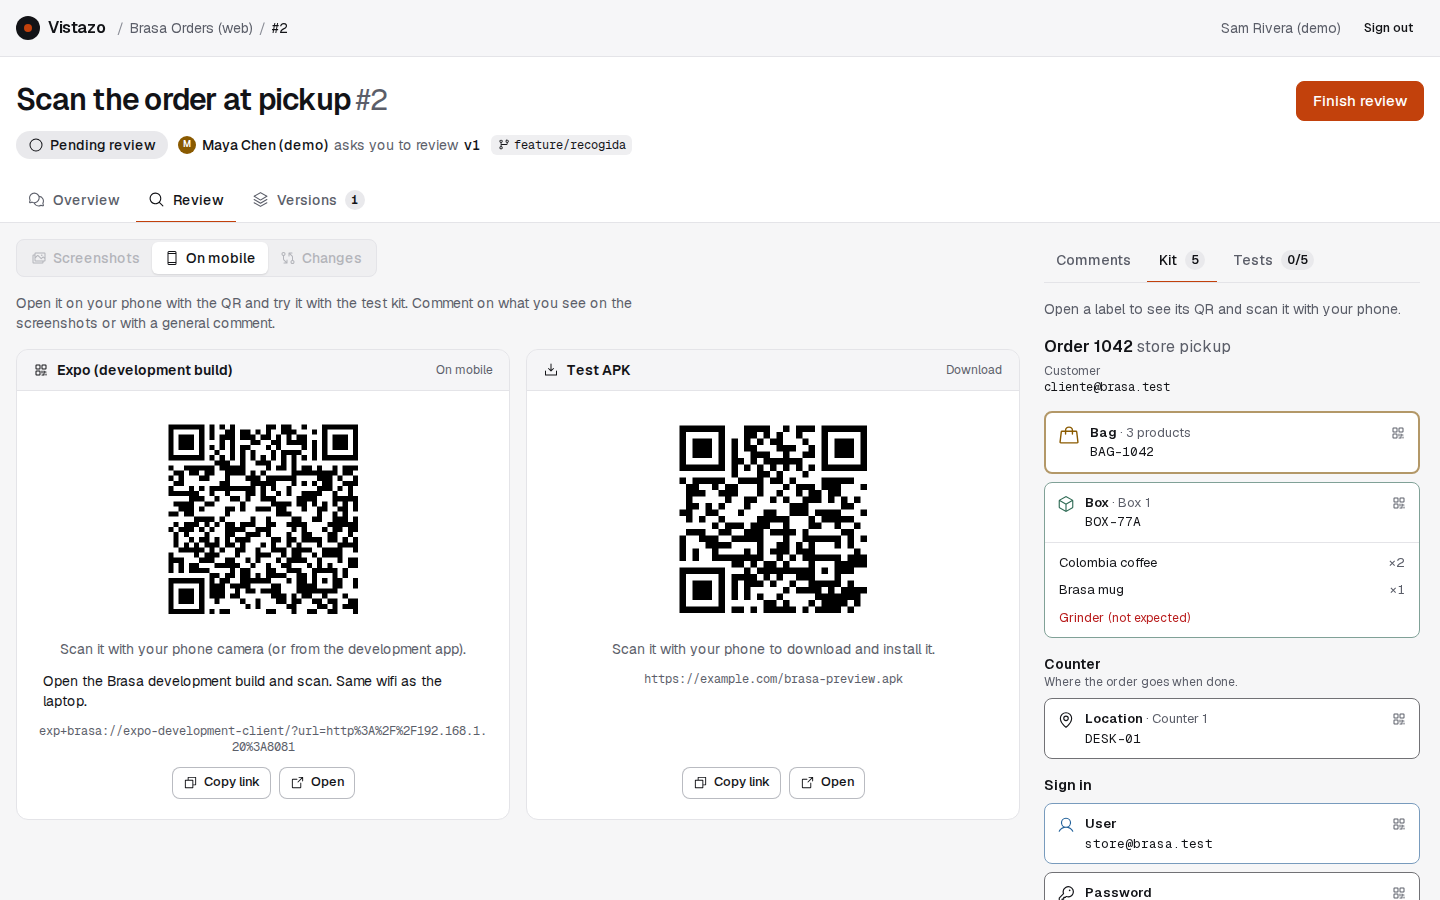 Vistazo / Brasa Orders (web) / #2
Sam Rivera (demo) Sign out
Scan the order at pickup #2
Finish review
Pending review M Maya Chen (demo) asks you to review v1 feature/recogida
Overview Review Versions 1
Screenshots On mobile Changes
Open it on your phone with the QR and try it with the test kit. Comment on what you see on the
screenshots or with a general comment.
Expo (development build) On mobile
Scan it with your phone camera (or from the development app).
Open the Brasa development build and scan. Same wifi as the
laptop.
exp+brasa://expo-development-client/?url=http%3A%2F%2F192.168.1.
20%3A8081
Copy link Open
Test APK Download
Scan it with your phone to download and install it.
https://example.com/brasa-preview.apk
Copy link Open
Comments Kit 5 Tests 0/5
Open a label to see its QR and scan it with your phone.
Order 1042 store pickup
Customer
cliente@brasa.test
Bag · 3 products
BAG-1042
Box · Box 1
BOX-77A
Colombia coffee ×2
Brasa mug ×1
Grinder (not expected)
Counter
Where the order goes when done.
Location · Counter 1
DESK-01
Sign in
User
store@brasa.test
Password